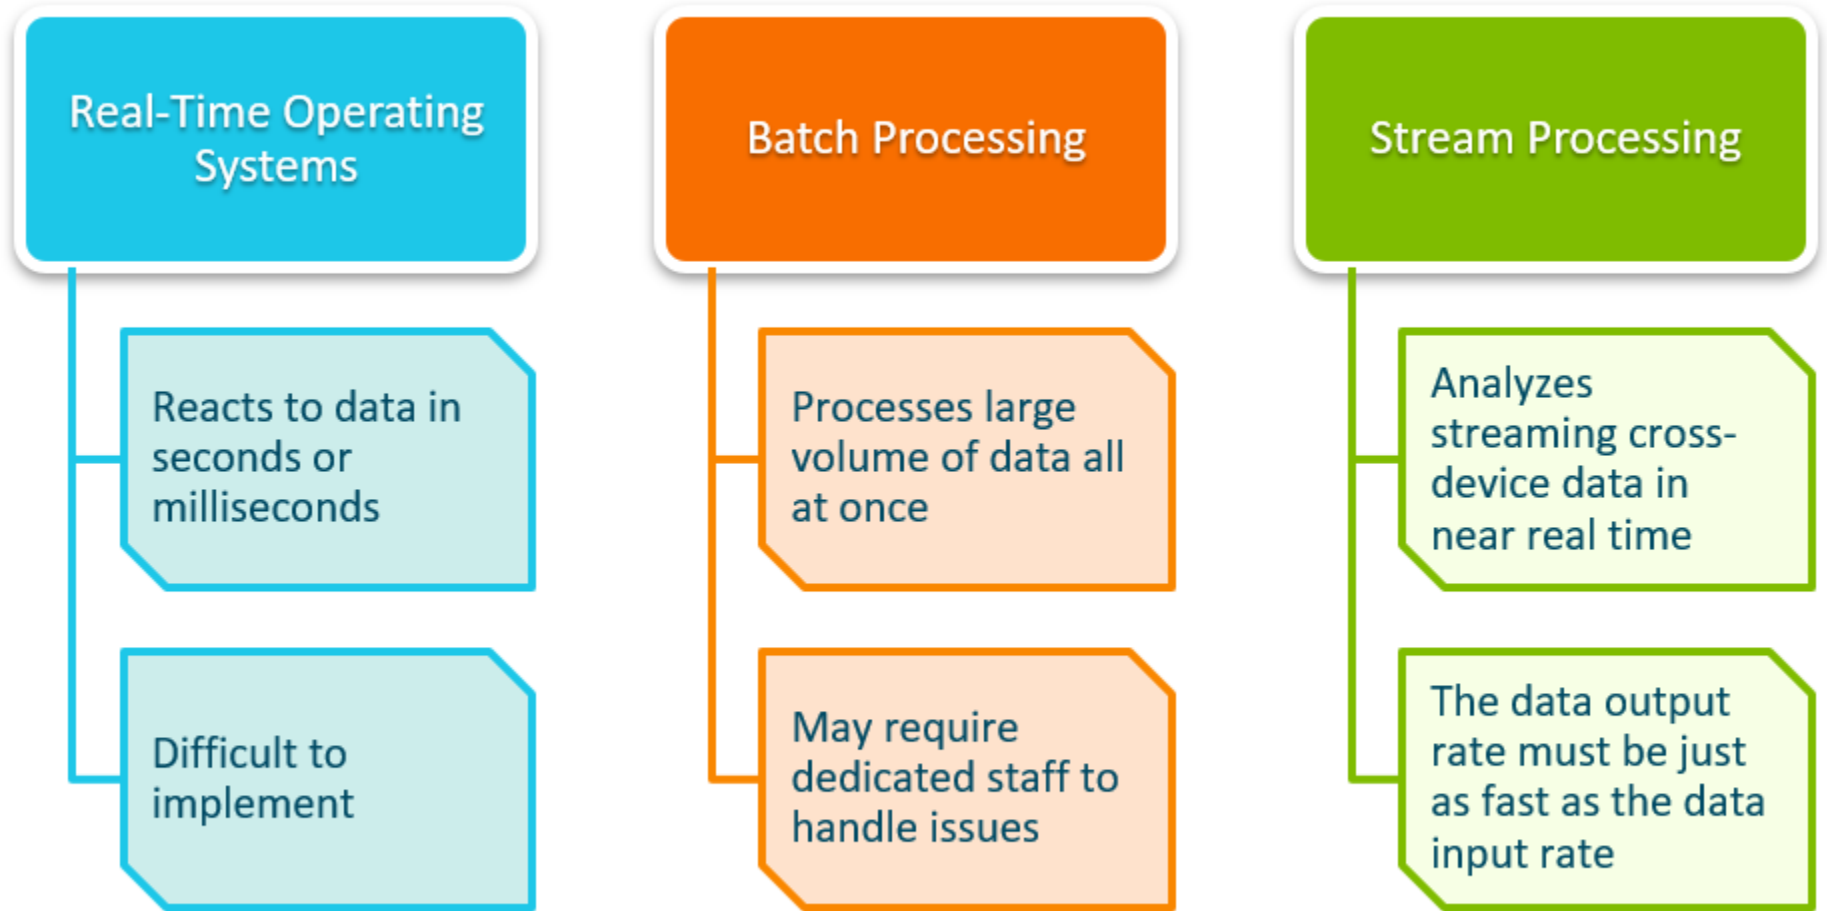 Real-Time Operating
Systems
Reacts to data in
seconds or
milliseconds
Difficult to
implement
Batch Processing
Processes large
volume of data all
at once
May require
dedicated staff to
handle issues
Stream Processing
Analyzes
streaming cross-
device data in
near real time
The data output
rate must be just
as fast as the data
input rate